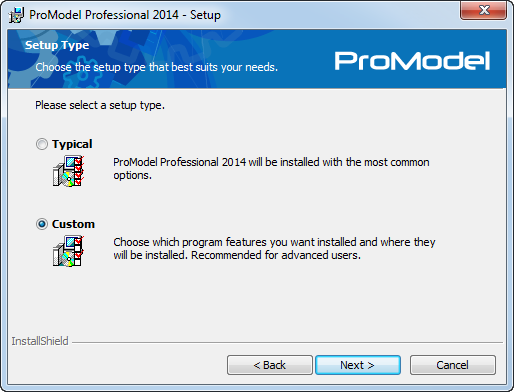 ProModel Professional 2014 - Setup
Setup Type
Choose the setup type that best suits your needs.
ProModel
Please select a setup type.
Typical
ProModel Professional 2014 will be installed with the most common
options.
Custom
Choose which program features you want installed and where they
will be installed. Recommended for advanced users.
InstallShield
< Back
Next >
Cancel